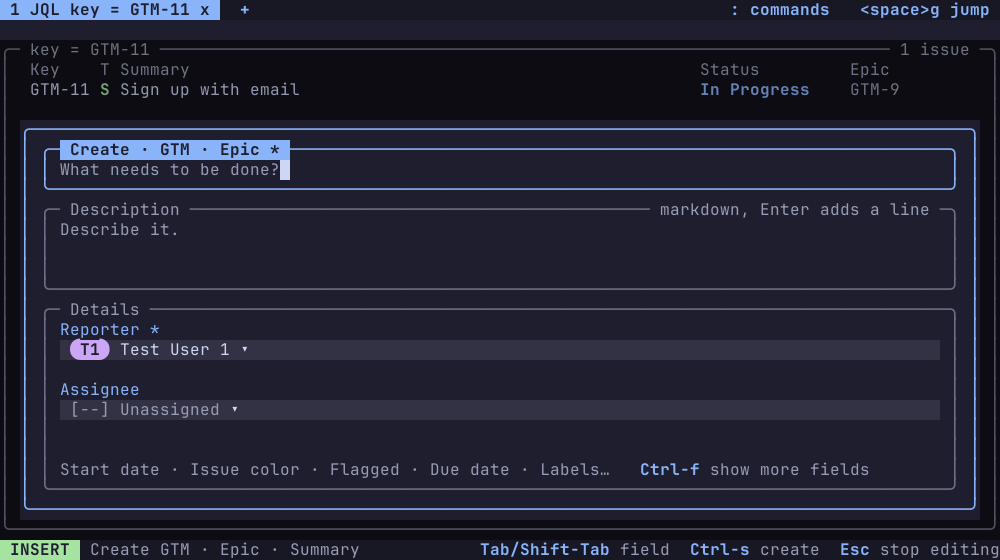 1 JQL key = GTM-11 x + : commands <space>g jump
key = GTM-11 1 issue
Key T Summary Status Epic
GTM-11 S Sign up with email In Progress GTM-9
Create · GTM · Epic *
What needs to be done?
Description markdown, Enter adds a line
Describe it.
Details
Reporter *
T1 Test User 1 ▾
Assignee
[--] Unassigned ▾
Start date · Issue color · Flagged · Due date · Labels… Ctrl-f show more fields
INSERT Create GTM · Epic · Summary Tab/Shift-Tab field Ctrl-s create Esc stop editing